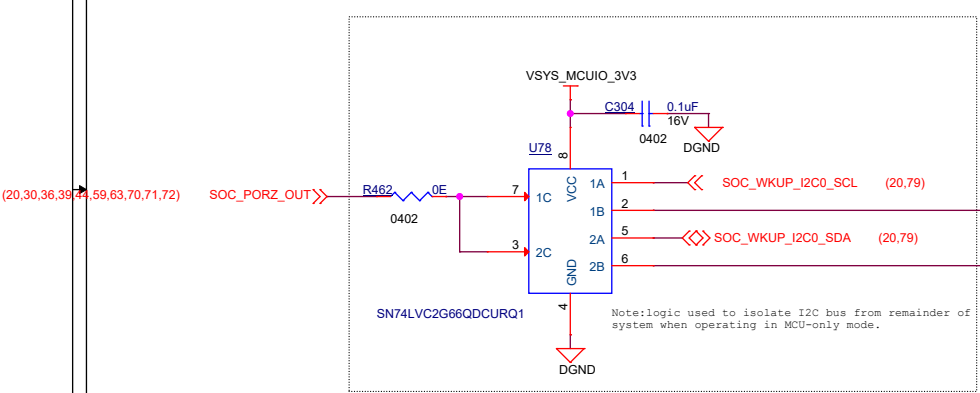 VSYS_MCUIO_3V3
C304
0.1uF
16V
0402
DGND
U78
8
VCC
(20,30,36,39,44,59,63,70,71,72)
SOC_PORZ_OUT
R462
0E
0402
7
1C
1A
1
SOC_WKUP_I2C0_SCL
(20,79)
1B
2
3
2C
2A
5
SOC_WKUP_I2C0_SDA
(20,79)
2B
6
GND
4
SN74LVC2G66QDCURQ1
Note:logic used to isolate I2C bus from remainder of
system when operating in MCU-only mode.
DGND